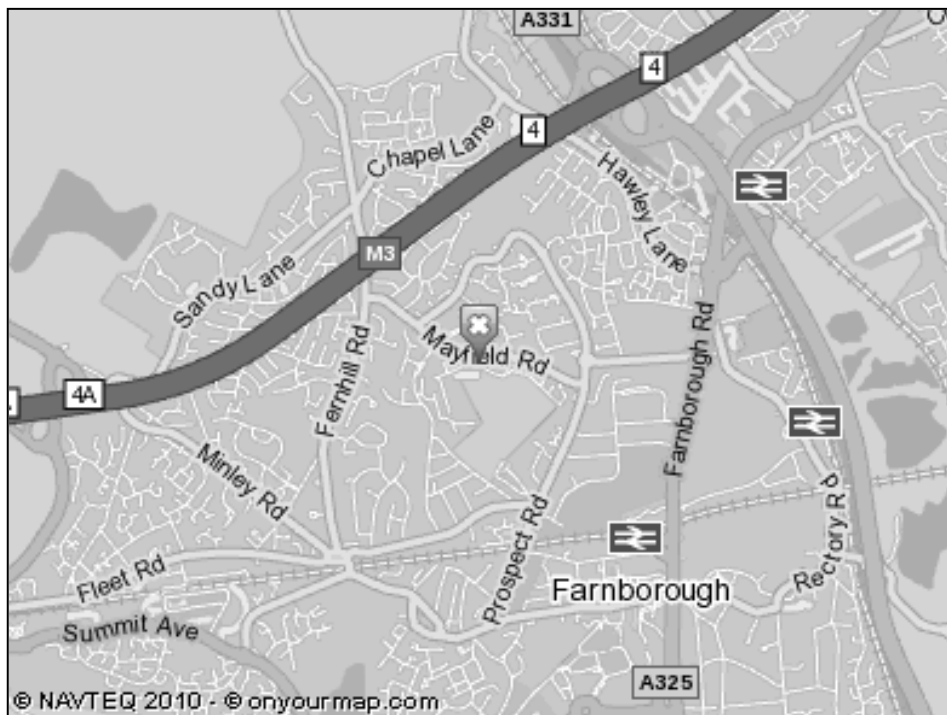 A331
4
4
Chapel Lane
Hawley Lane
M3
Sandy Lane
Mayfield Rd
Fernhill Rd
Farnborough Rd
4A
Minley Rd
Prospect Rd
Rectory R
Fleet Rd
Farnborough
Summit Ave
A325
© NAVTEQ 2010 - © onyourmap.com